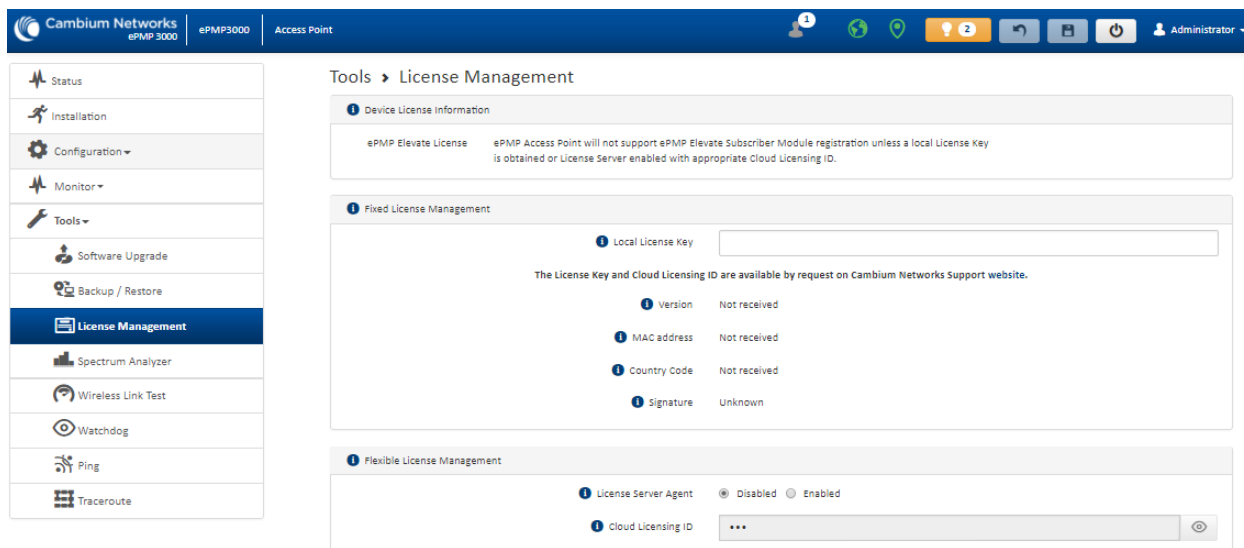 Cambium Networks
ePMP 3000
ePMP3000
Access Point
1
2
Administrator
Status
Installation
Configuration
Monitor
Tools
Software Upgrade
Backup / Restore
License Management
Spectrum Analyzer
Wireless Link Test
Watchdog
Ping
Traceroute
Tools > License Management
Device License Information
ePMP Elevate License
ePMP Access Point will not support ePMP Elevate Subscriber Module registration unless a local License Key
is obtained or License Server enabled with appropriate Cloud Licensing ID.
Fixed License Management
Local License Key
The License Key and Cloud Licensing ID are available by request on Cambium Networks Support website.
Version Not received
MAC address Not received
Country Code Not received
Signature Unknown
Flexible License Management
License Server Agent Disabled Enabled
Cloud Licensing ID •••